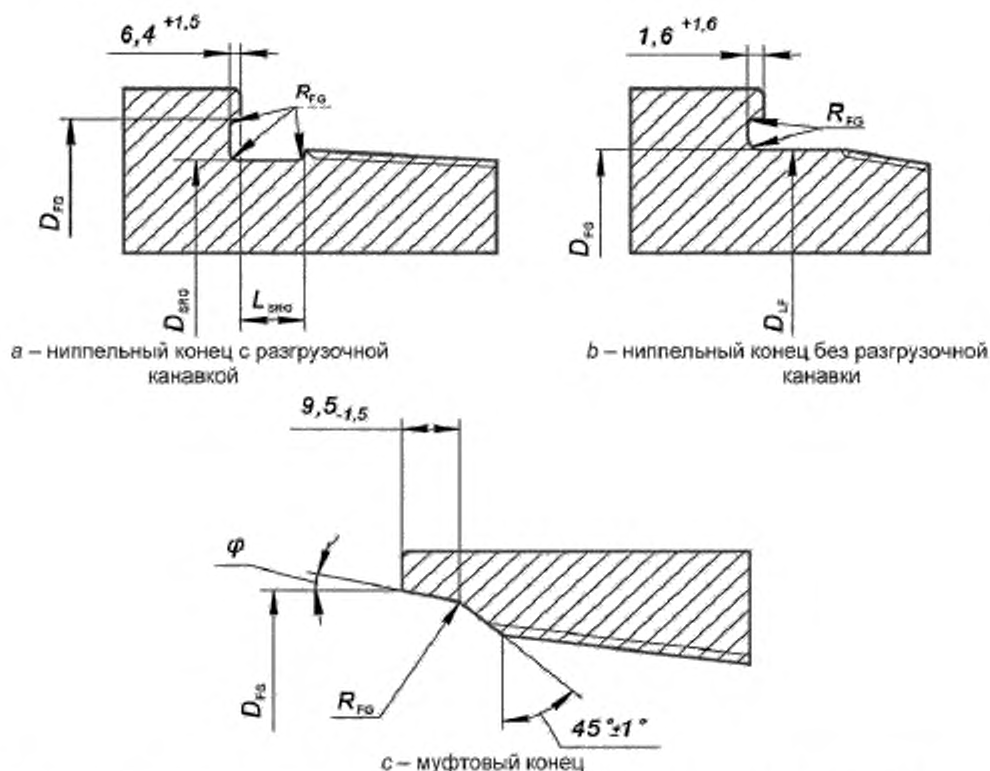 6,4 +1,5
R FG
D FG
D SRG
L SRG
a – ниппельный конец с разгрузочной
канавкой
1,6 +1,6
R FG
D FG
D LF
b – ниппельный конец без разгрузочной
канавки
9,5 -1,5
φ
D FG
R FG
45°±1°
c – муфтовый конец